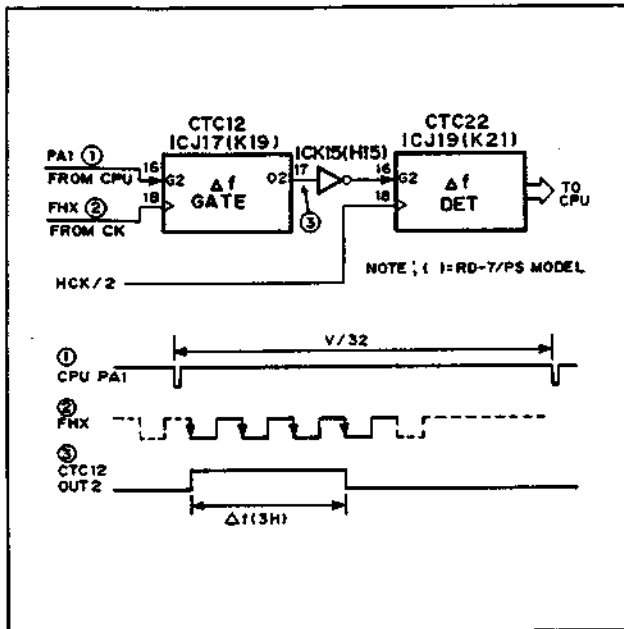 CTC12
ICJ17(K19)
ICK15(H15)
CTC22
ICJ19(K21)
PA1 ①
FROM CPU
16
G2
Δf
GATE
O2
17
③
16
G2
Δf
DET
TO
CPU
FHX ②
FROM CK
18
18
HCK/2
NOTE; ( )=RD-7/PS MODEL
V/32
①
CPU PA1
②
FHX
③
CTC12
OUT2
Δf(3H)